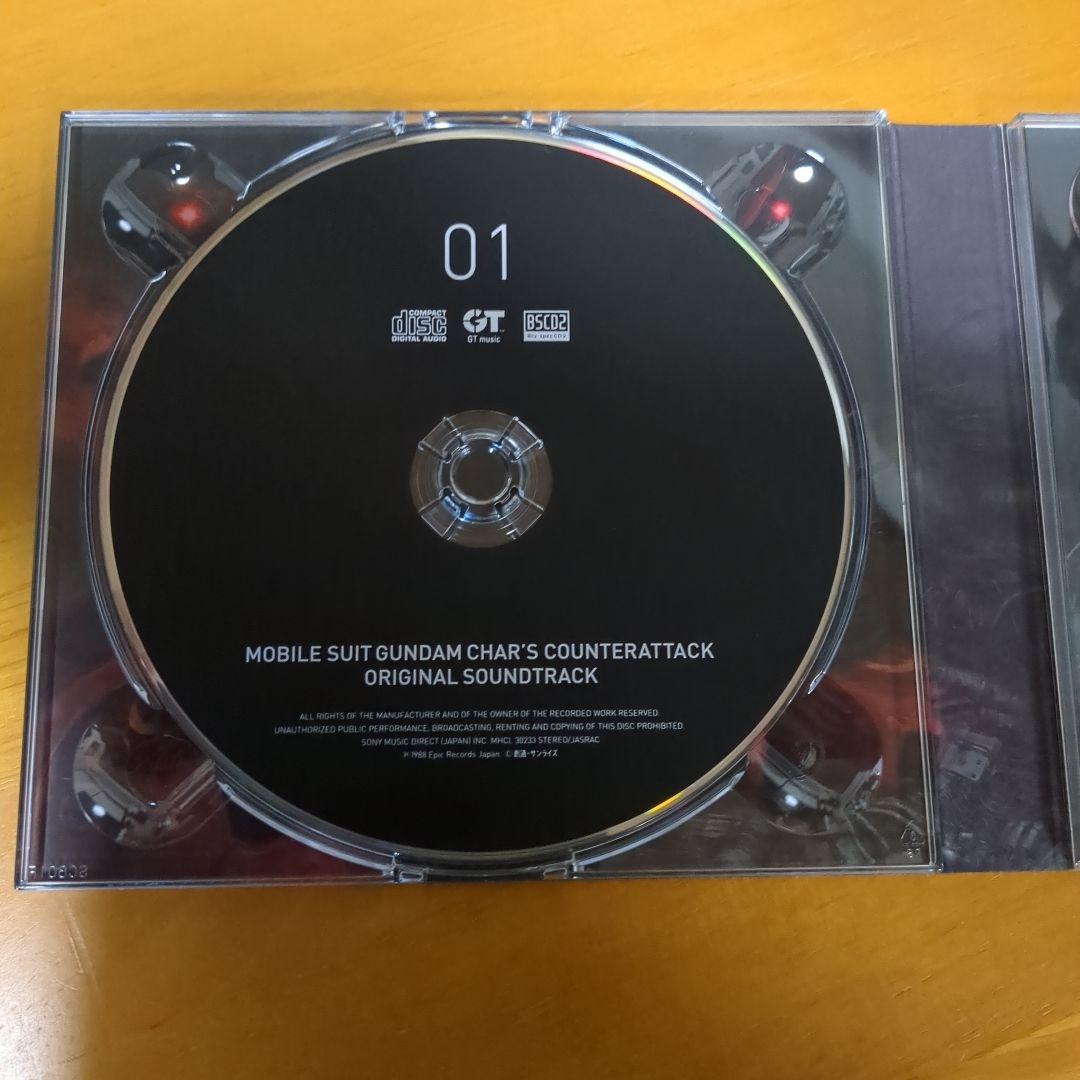 01
COMPACT
disc
DIGITAL AUDIO
GT
GT music
BSCD2
Blu-spec CD 2
MOBILE SUIT GUNDAM CHAR'S COUNTERATTACK
ORIGINAL SOUNDTRACK
ALL RIGHTS OF THE MANUFACTURER AND OF THE OWNER OF THE RECORDED WORK RESERVED.
UNAUTHORIZED PUBLIC PERFORMANCE, BROADCASTING, RENTING AND COPYING OF THIS DISC PROHIBITED.
SONY MUSIC DIRECT (JAPAN) INC. MHCL 30233 STEREO/JASRAC
℗ 1988 Epic Records Japan. © 創通・サンライズ